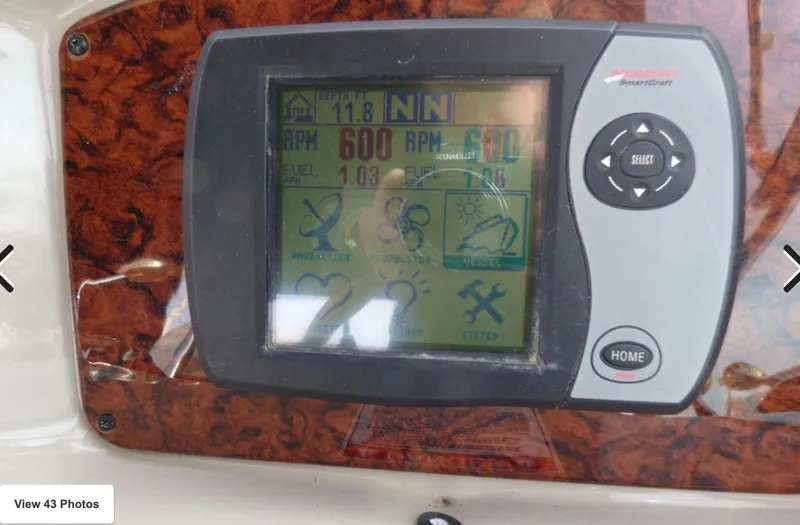 MERCURY
SmartCraft
DEPTH FT
11.8 N N
RPM 600 RPM 600
FUEL 1.03 FUEL 1.06
GPH GPH
NAVIGATION PROPULSION VESSEL
SYSTEM
SELECT
HOME
View 43 Photos